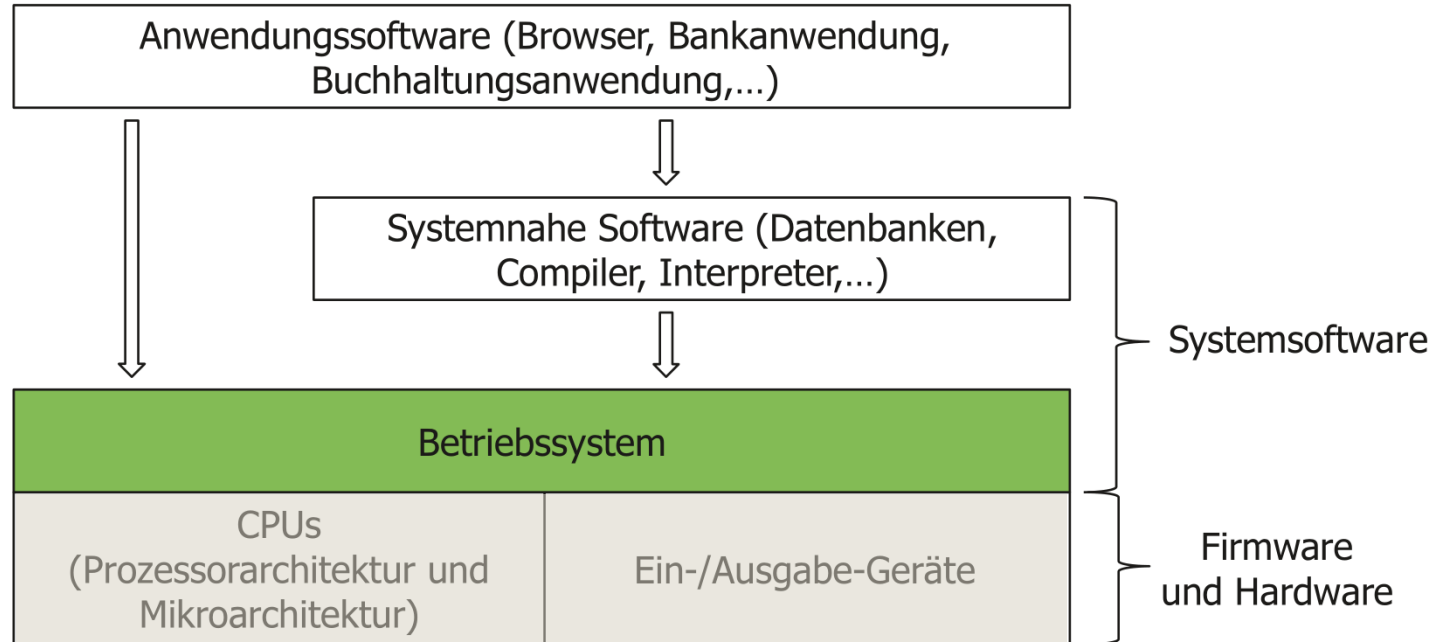 Anwendungssoftware (Browser, Bankanwendung,
Buchhaltungsanwendung,...)
Systemnahe Software (Datenbanken,
Compiler, Interpreter,...)
Systemsoftware
Betriebssystem
CPUs
(Prozessorarchitektur und
Mikroarchitektur)
Ein-/Ausgabe-Geräte
Firmware
und Hardware